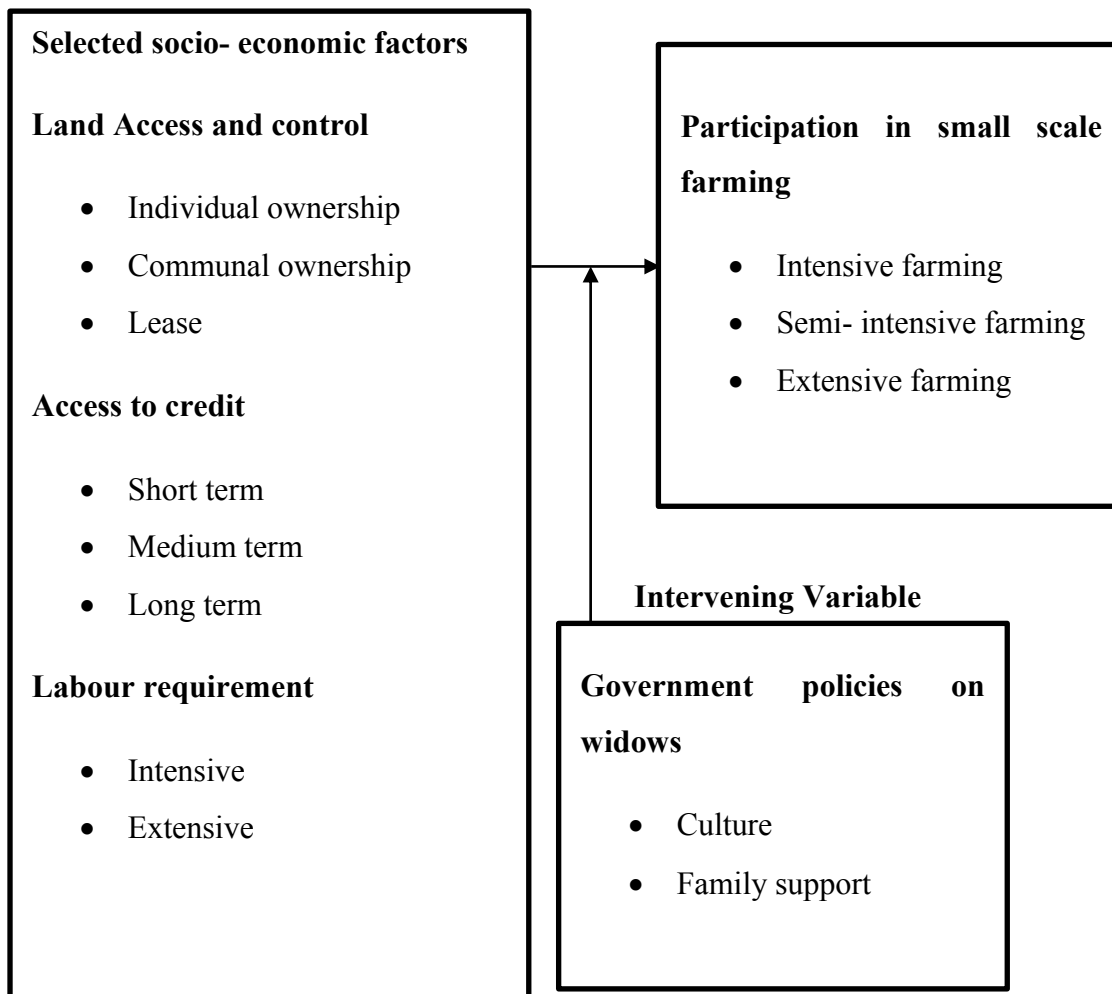 Selected socio- economic factors
Land Access and control
• Individual ownership
• Communal ownership
• Lease
Access to credit
• Short term
• Medium term
• Long term
Labour requirement
• Intensive
• Extensive
Participation in small scale
farming
• Intensive farming
• Semi- intensive farming
• Extensive farming
Intervening Variable
Government policies on
widows
• Culture
• Family support